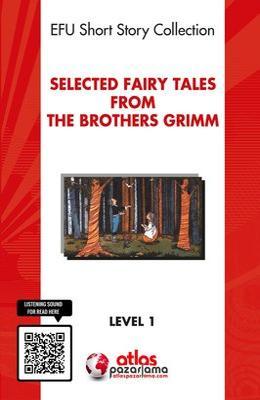 EFU Short Story Collection
SELECTED FAIRY TALES
FROM
THE BROTHERS GRIMM
LISTENING SOUND
FOR READ HERE
LEVEL 1
atlas
pazarlama
atlaspazarlama.com